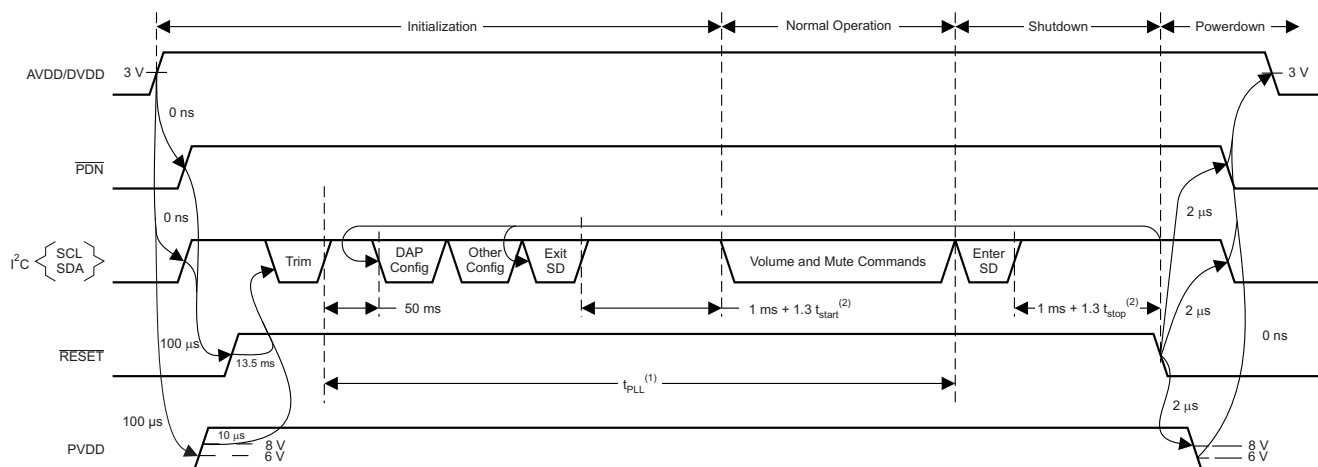 Initialization
Normal Operation
Shutdown
Powerdown
AVDD/DVDD
3 V
3 V
0 ns
PDN
0 ns
2 μs
I²C
SCL
SDA
Trim
DAP
Config
Other
Config
Exit
SD
Volume and Mute Commands
Enter
SD
50 ms
1 ms + 1.3 tstart(2)
1 ms + 1.3 tstop(2)
2 μs
0 ns
RESET
100 μs
13.5 ms
tPLL(1)
100 μs
2 μs
PVDD
10 μs
8 V
6 V
8 V
6 V